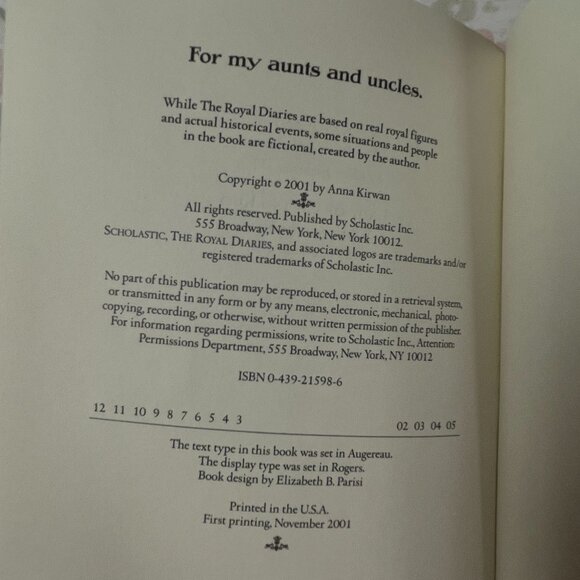 For my aunts and uncles.
While The Royal Diaries are based on real royal figures
and actual historical events, some situations and people
in the book are fictional, created by the author.
Copyright © 2001 by Anna Kirwan
All rights reserved. Published by Scholastic Inc.
555 Broadway, New York, New York 10012.
SCHOLASTIC, THE ROYAL DIARIES, and associated logos are trademarks and/or
registered trademarks of Scholastic Inc.
No part of this publication may be reproduced, or stored in a retrieval system,
or transmitted in any form or by any means, electronic, mechanical, photo-
copying, recording, or otherwise, without written permission of the publisher.
For information regarding permissions, write to Scholastic Inc., Attention:
Permissions Department, 555 Broadway, New York, NY 10012
ISBN 0-439-21598-6
12 11 10 9 8 7 6 5 4 3 02 03 04 05
The text type in this book was set in Augereau.
The display type was set in Rogers.
Book design by Elizabeth B. Parisi
Printed in the U.S.A.
First printing, November 2001